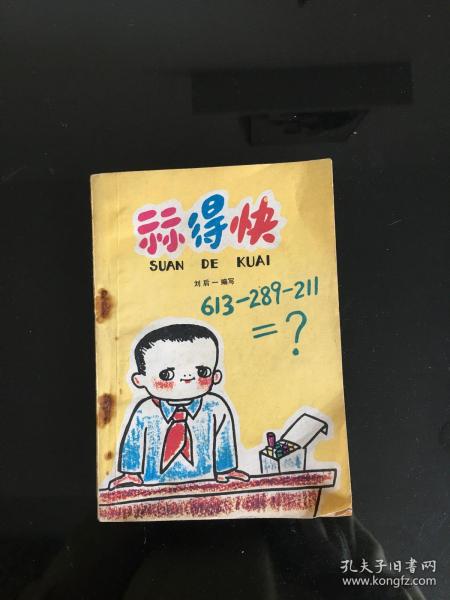 祘得快
SUAN DE KUAI
刘后一编写
613-289-211
=?
孔夫子旧书网
www.kongfz.com